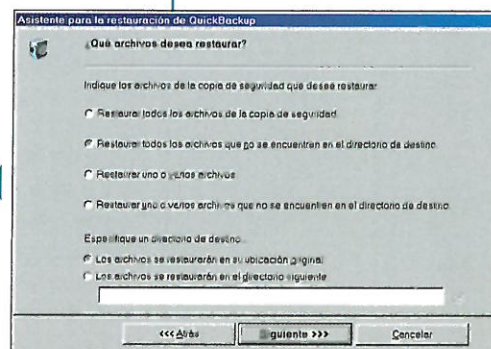 Asistente para la restauración de QuickBackup
¿Qué archivos desea restaurar?
Indique los archivos de la copia de seguridad que desea restaurar
Restaurar todos los archivos de la copia de seguridad.
Restaurar todos los archivos que no se encuentran en el directorio de destino.
Restaurar uno o varios archivos
Restaurar uno o varios archivos que no se encuentren en el directorio de destino.
Especifique un directorio de destino.
Los archivos se restaurarán en su ubicación original.
Los archivos se restaurarán en el directorio siguiente
<<< Atrás
Siguiente >>>
Cancelar